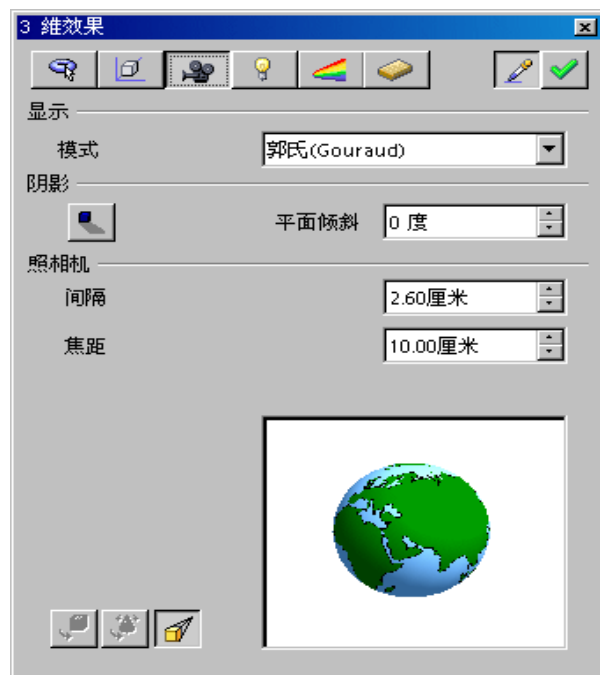 3 維效果
显示
模式 郭氏(Gouraud)
阴影
平面倾斜 0 度
照相机
间隔 2.60厘米
焦距 10.00厘米